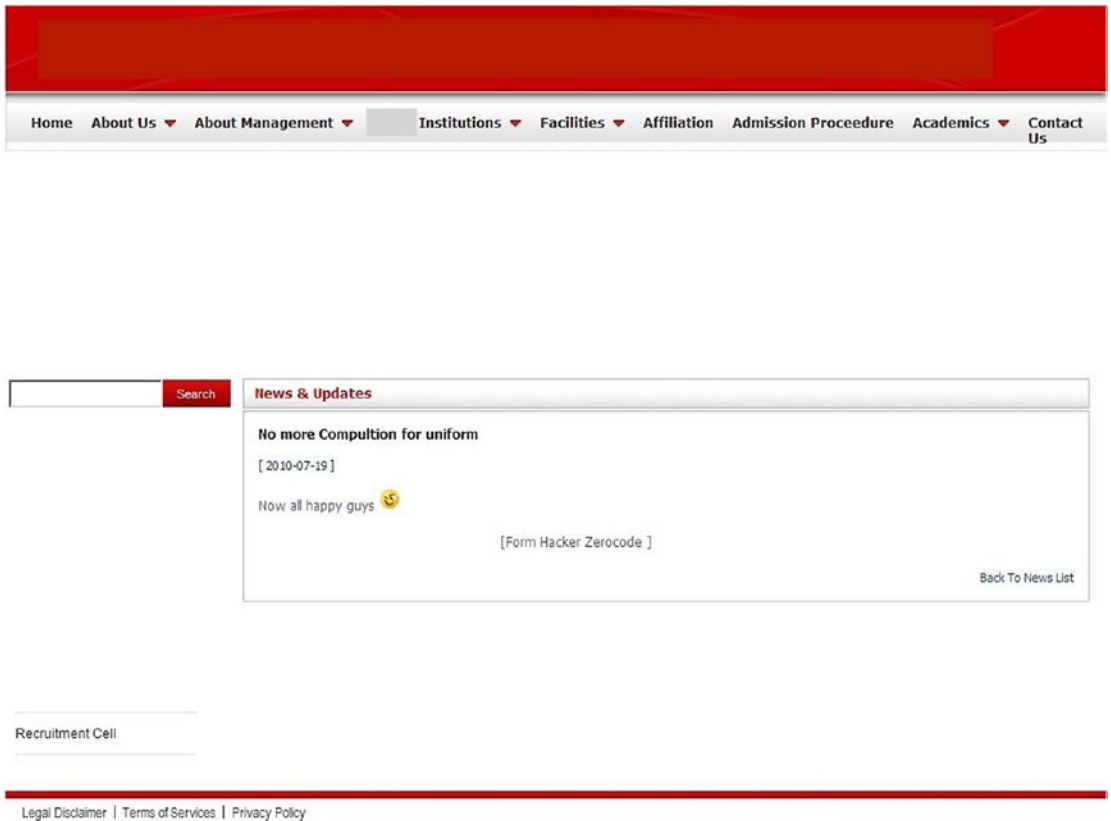 Home About Us About Management Institutions Facilities Affiliation Admission Proceedure Academics Contact Us
Search
News & Updates
No more Compultion for uniform
[ 2010-07-19 ]
Now all happy guys
[Form Hacker Zerocode ]
Back To News List
Recruitment Cell
Legal Disclaimer | Terms of Services | Privacy Policy